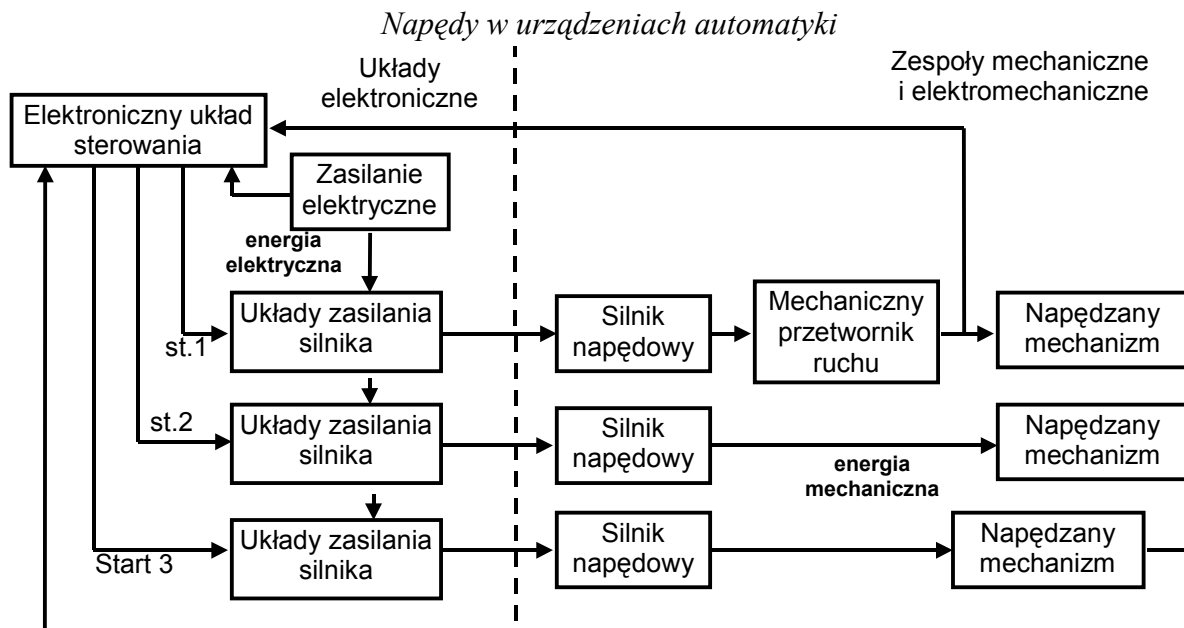 Napędy w urządzeniach automatyki
Układy
elektroniczne
Zespoły mechaniczne
i elektromechaniczne
Elektroniczny układ
sterowania
Zasilanie
elektryczne
energia
elektryczna
Układy zasilania
silnika
st.1
Silnik
napędowy
Mechaniczny
przetwornik
ruchu
Napędzany
mechanizm
st.2
Układy zasilania
silnika
Silnik
napędowy
energia
mechaniczna
Napędzany
mechanizm
Start 3
Układy zasilania
silnika
Silnik
napędowy
Napędzany
mechanizm